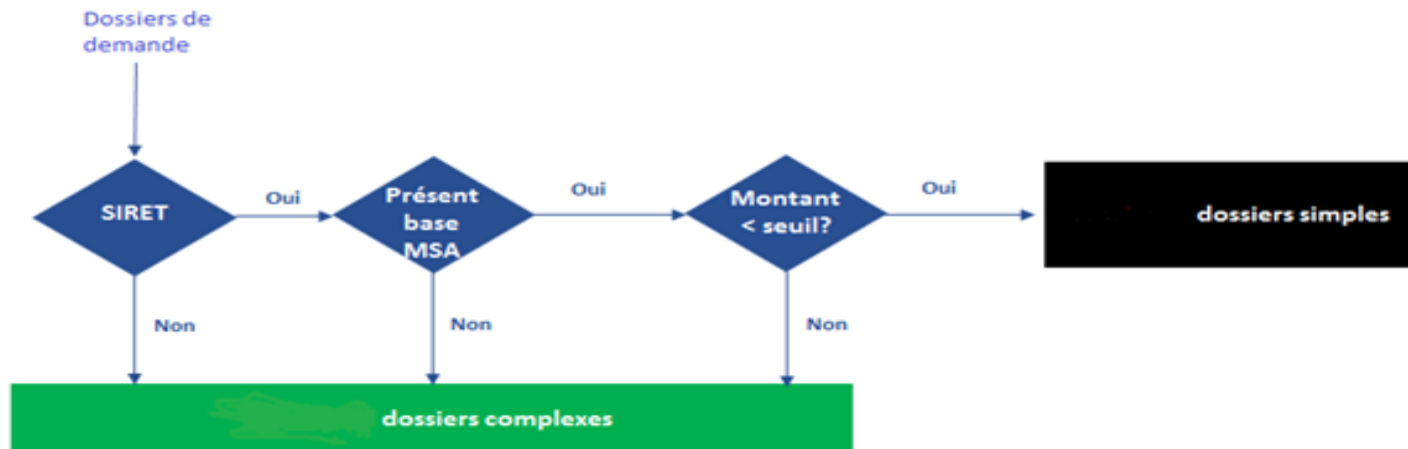 Dossiers de
demande
SIRET
Oui
Présent
base
MSA
Oui
Montant
< seuil?
Oui
dossiers simples
Non
Non
Non
dossiers complexes